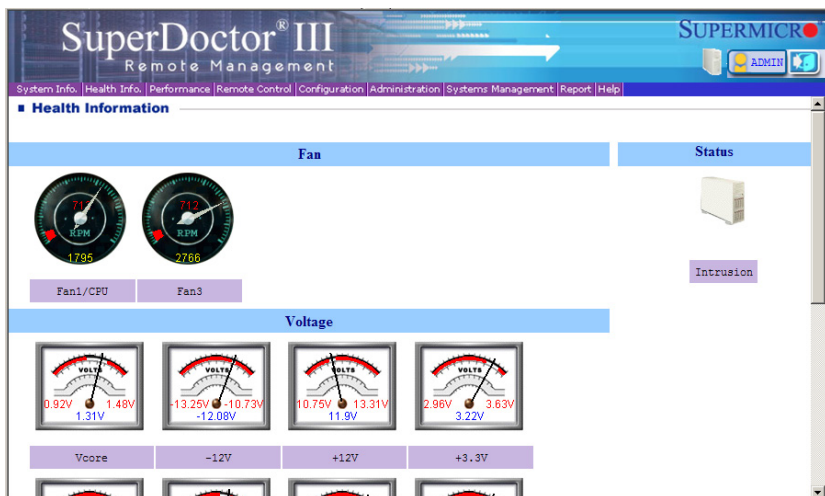 SuperDoctor® III
Remote Management
SUPERMICRO
ADMIN
System Info. Health Info. Performance Remote Control Configuration Administration Systems Management Report Help
Health Information
Fan
Status
712
RPM
1795
712
RPM
2766
Fan1/CPU
Fan3
Intrusion
Voltage
VOLTS
0.92V 1.48V
1.31V
VOLTS
-13.25V -10.73V
-12.08V
VOLTS
10.75V 13.31V
11.9V
VOLTS
2.96V 3.63V
3.22V
Vcore
-12V
+12V
+3.3V